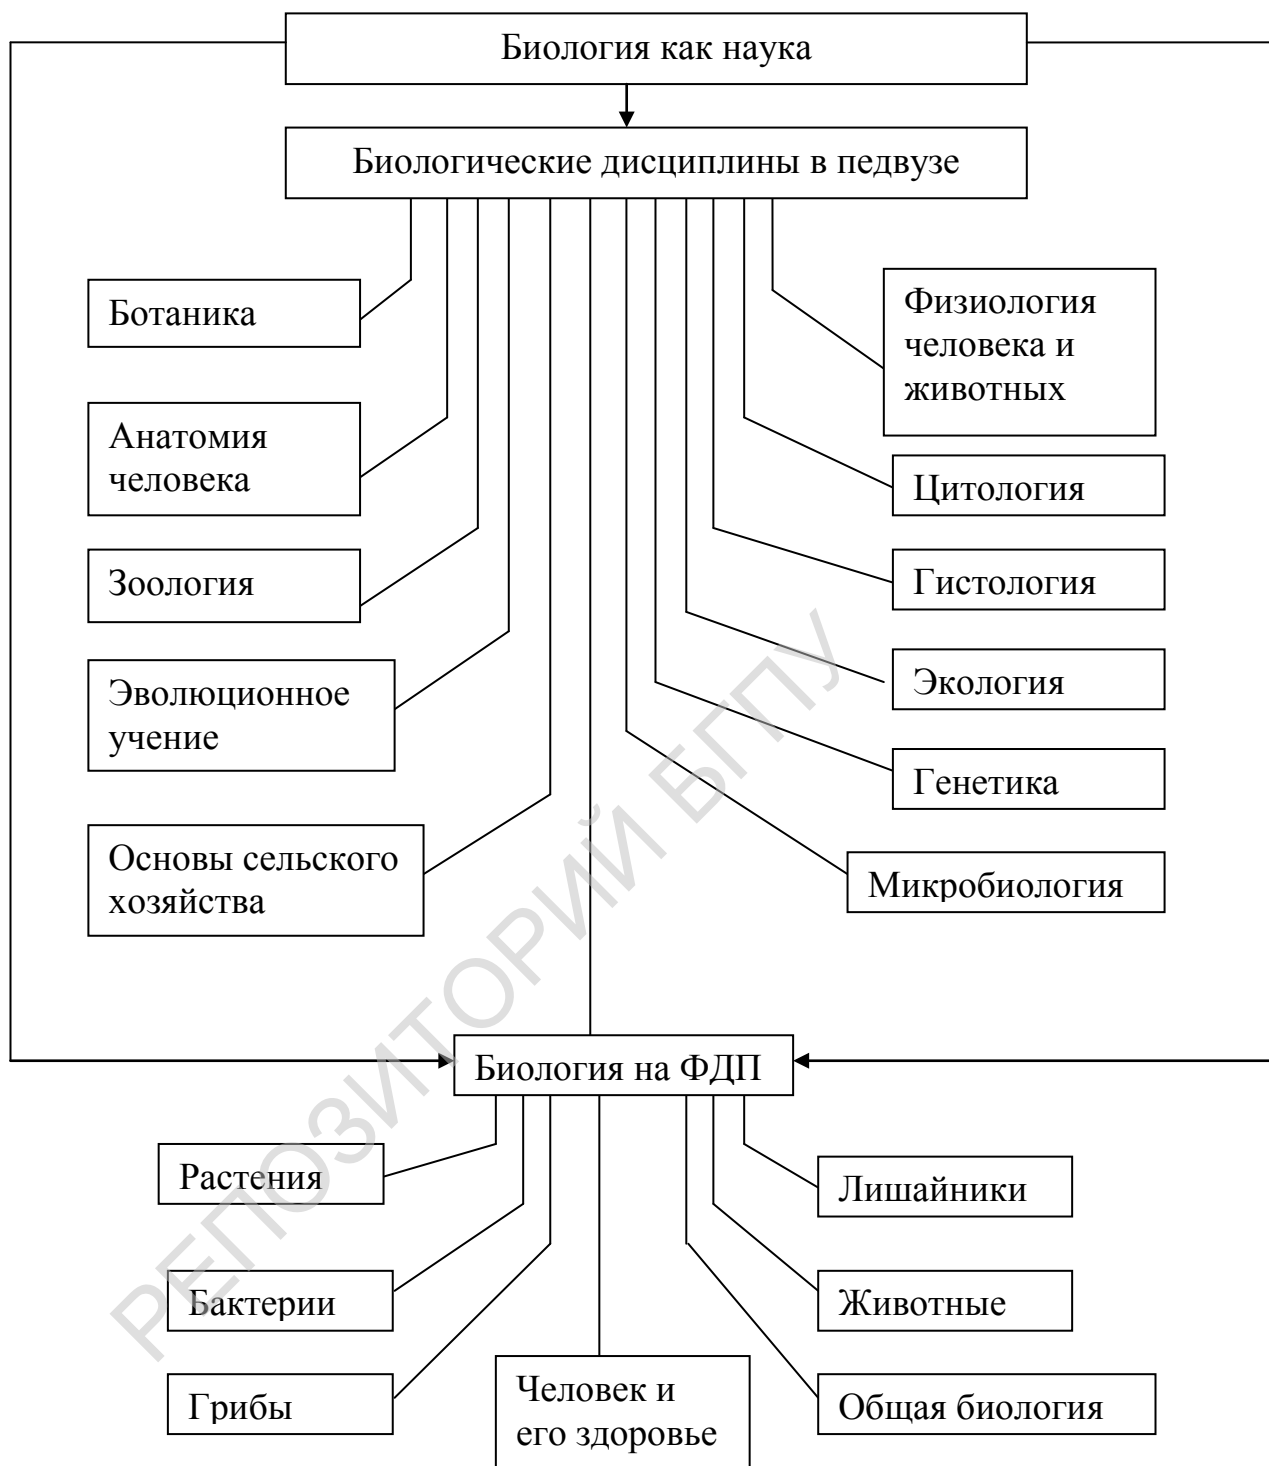 Биология как наука
Биологические дисциплины в педвузе
Ботаника
Физиология
человека и
животных
Анатомия
человека
Цитология
Зоология
Гистология
Эволюционное
учение
Экология
Генетика
Основы сельского
хозяйства
Микробиология
Биология на ФДП
Растения
Лишайники
Бактерии
Животные
Грибы
Человек и
его здоровье
Общая биология
РЕПОЗИТОРИЙ БГПУ